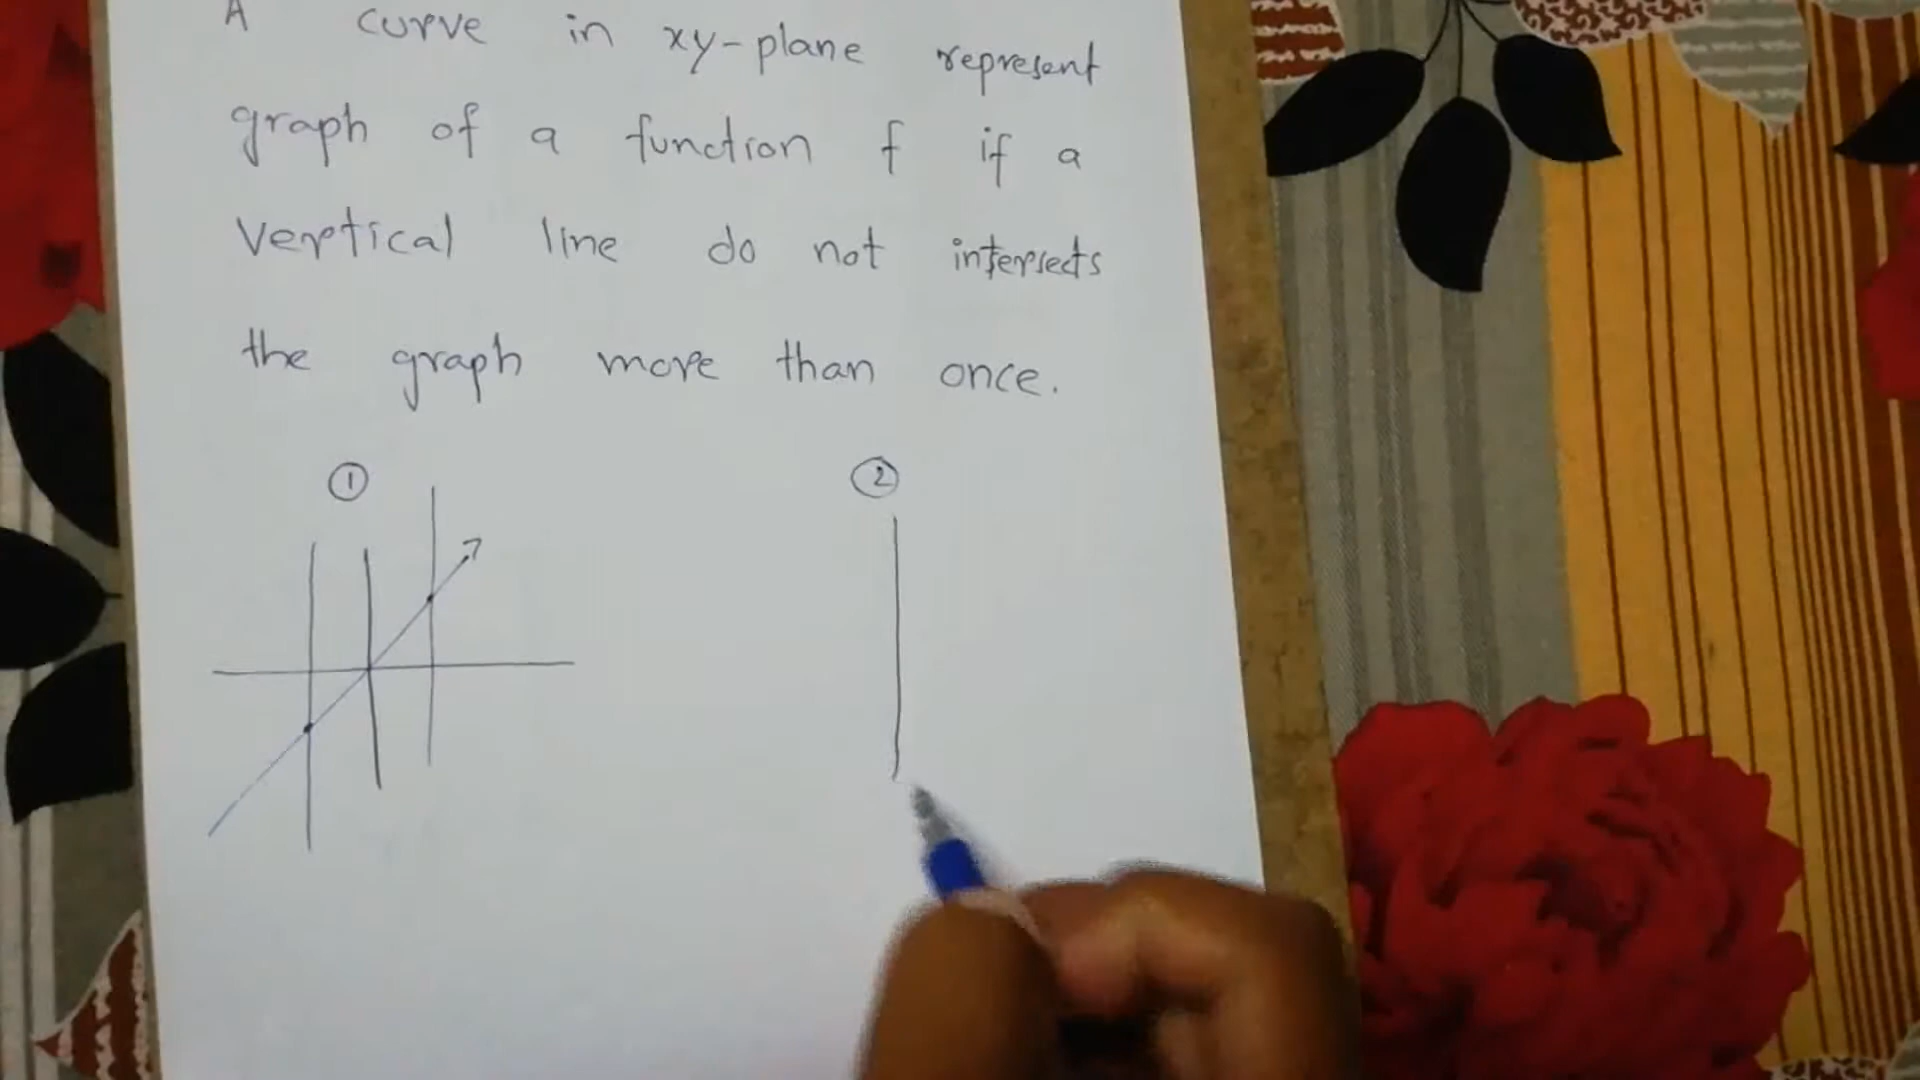 A curve in xy-plane represent
graph of a function f if a
vertical line do not intersects
the graph more than once.
① ②